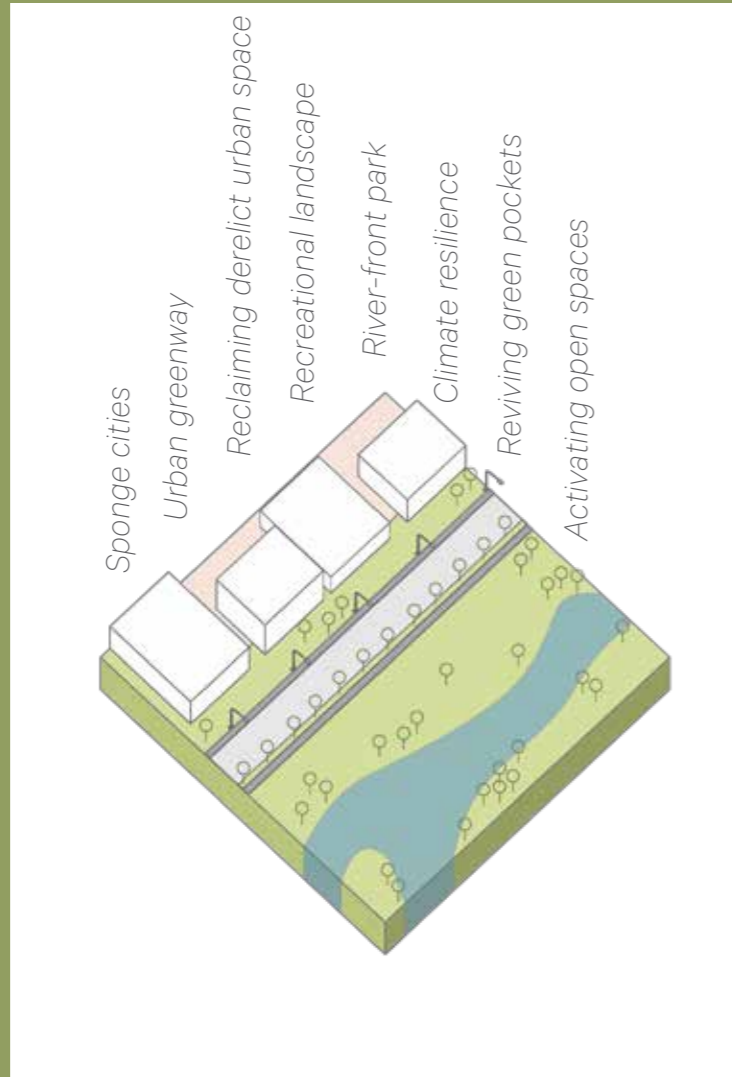 Sponge cities
Urban greenway
Reclaiming derelict urban space
Recreational landscape
River-front park
Climate resilience
Reviving green pockets
Activating open spaces